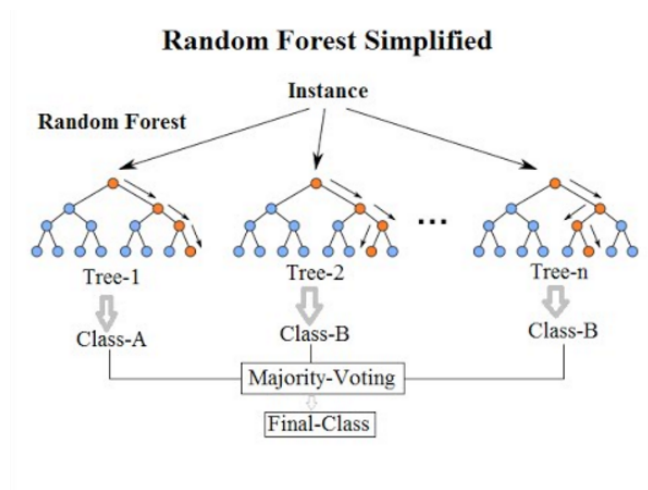 Random Forest Simplified
Instance
Random Forest
...
Tree-1
Tree-2
Tree-n
Class-A
Class-B
Class-B
Majority-Voting
Final-Class